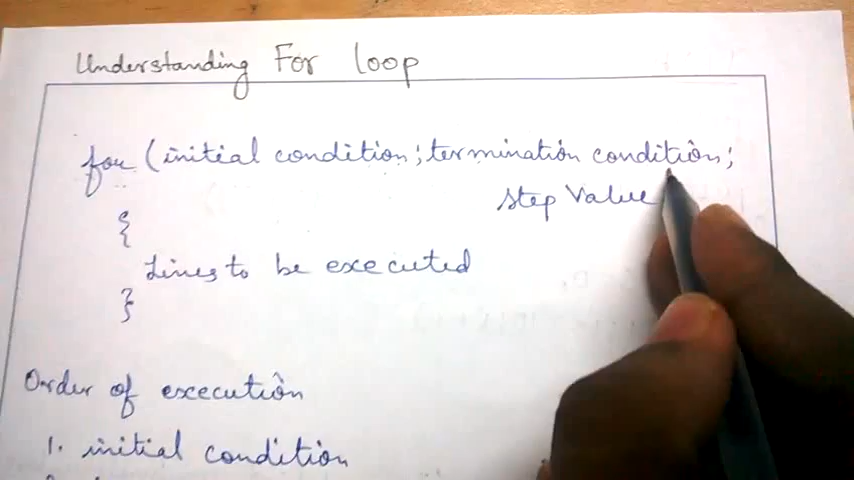 Understanding For loop
for (initial condition; termination condition;
step value
{
Lines to be executed
}
Order of execution
1. initial condition